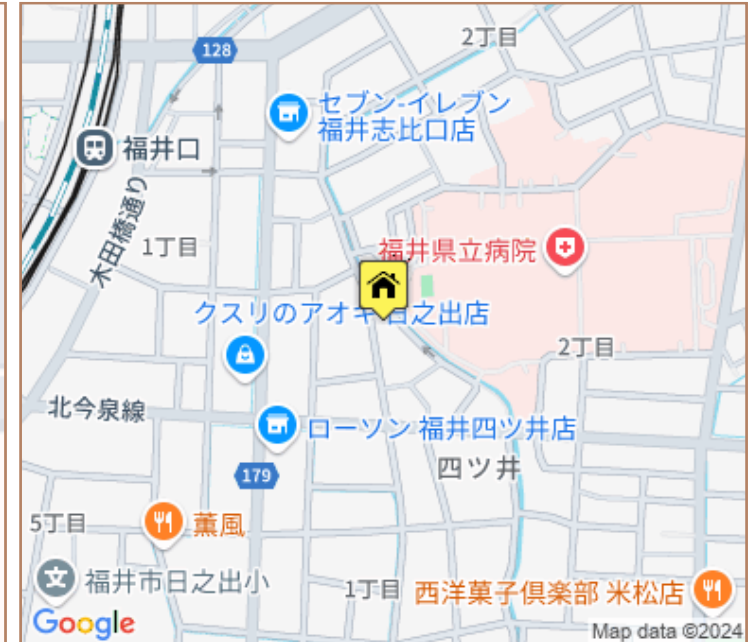 2丁目
128
セブン-イレブン
福井志比口店
福井口
木田橋通り
1丁目
福井県立病院
クスリのアオキ 日之出店
2丁目
北今泉線
ローソン 福井四ツ井店
四ツ井
179
5丁目
薫風
福井市日之出小
1丁目
西洋菓子倶楽部 米松店
Google
Map data ©2024